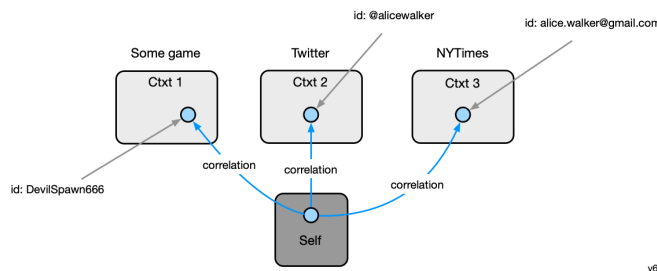 id: @alicewalker
id: alice.walker@gmail.com
Some game
Twitter
NYTimes
Ctxt 1
Ctxt 2
Ctxt 3
correlation
correlation
correlation
id: DevilSpawn666
Self
v6